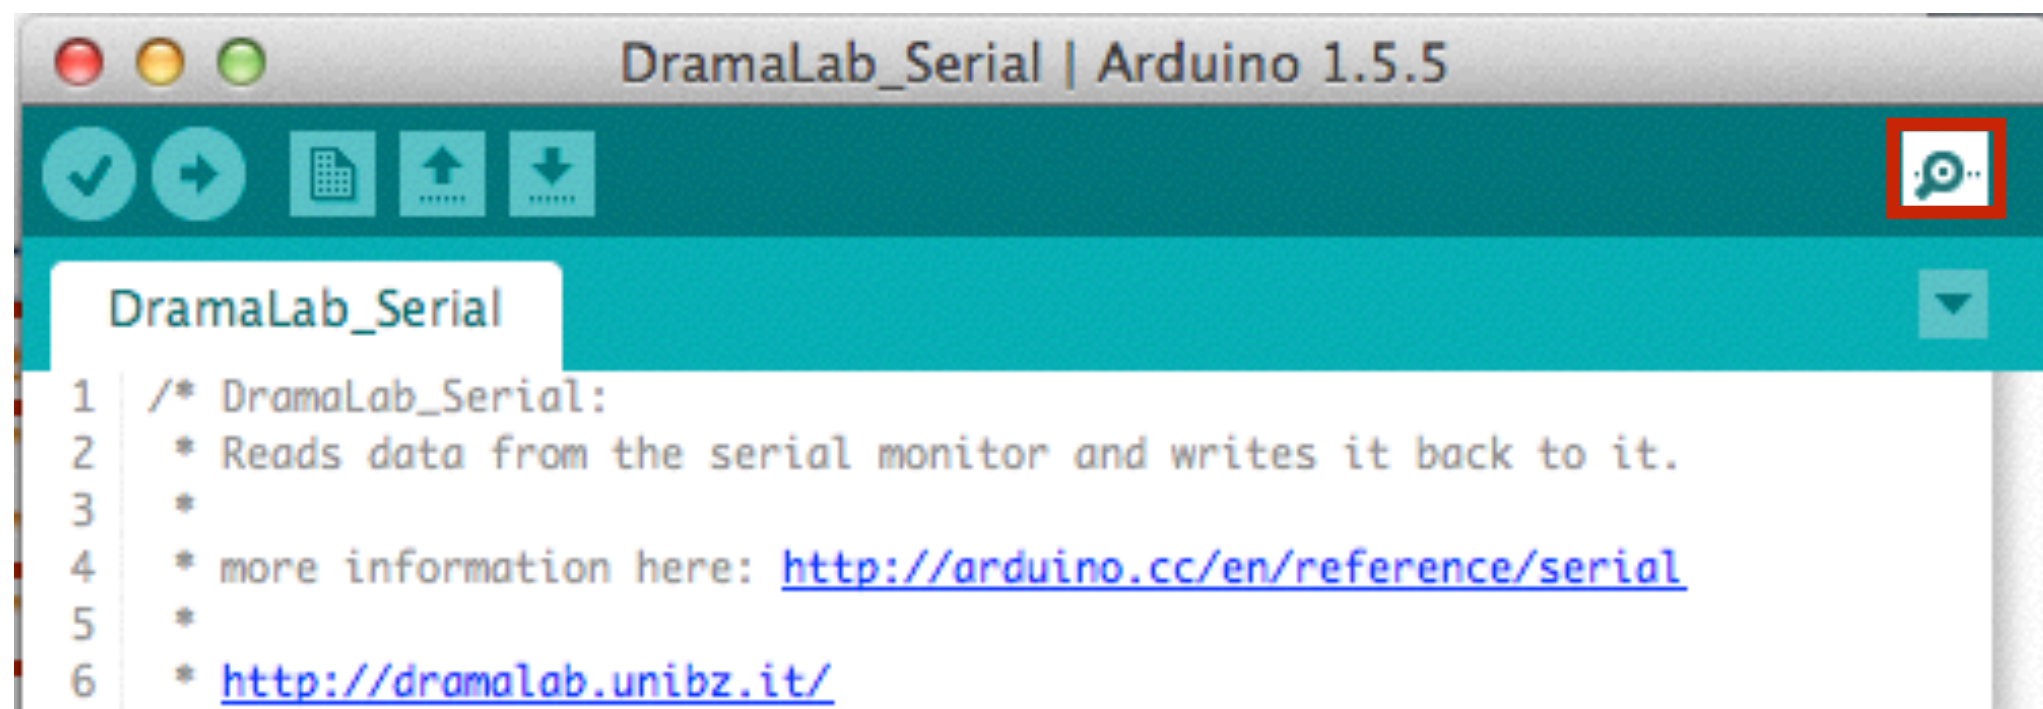 DramaLab_Serial | Arduino 1.5.5
DramaLab_Serial
1 /* DramaLab_Serial:
2 * Reads data from the serial monitor and writes it back to it.
3 *
4 * more information here: http://arduino.cc/en/reference/serial
5 *
6 * http://dramalab.unibz.it/